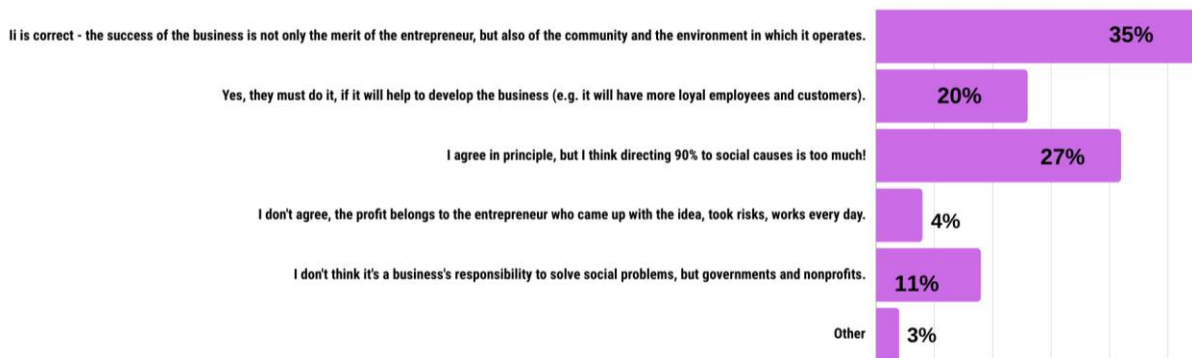 Ii is correct - the success of the business is not only the merit of the entrepreneur, but also of the community and the environment in which it operates.
35%
Yes, they must do it, if it will help to develop the business (e.g. it will have more loyal employees and customers).
20%
I agree in principle, but I think directing 90% to social causes is too much!
27%
I don't agree, the profit belongs to the entrepreneur who came up with the idea, took risks, works every day.
4%
I don't think it's a business's responsibility to solve social problems, but governments and nonprofits.
11%
Other
3%